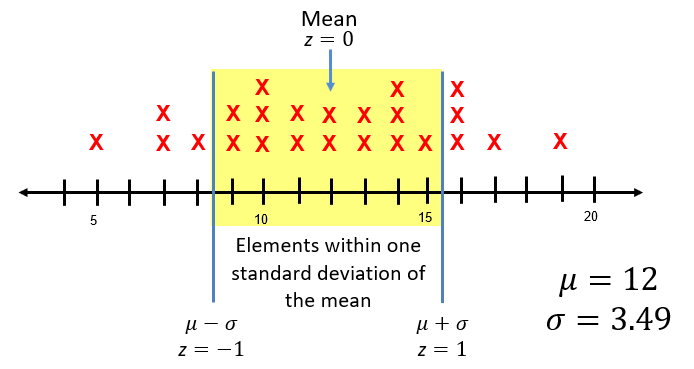 Mean
z = 0
X X X
X X X X X X X X
X X X X X X X X X X X X X
5 10 15 20
Elements within one
standard deviation of
the mean
μ − σ
z = −1
μ + σ
z = 1
μ = 12
σ = 3.49